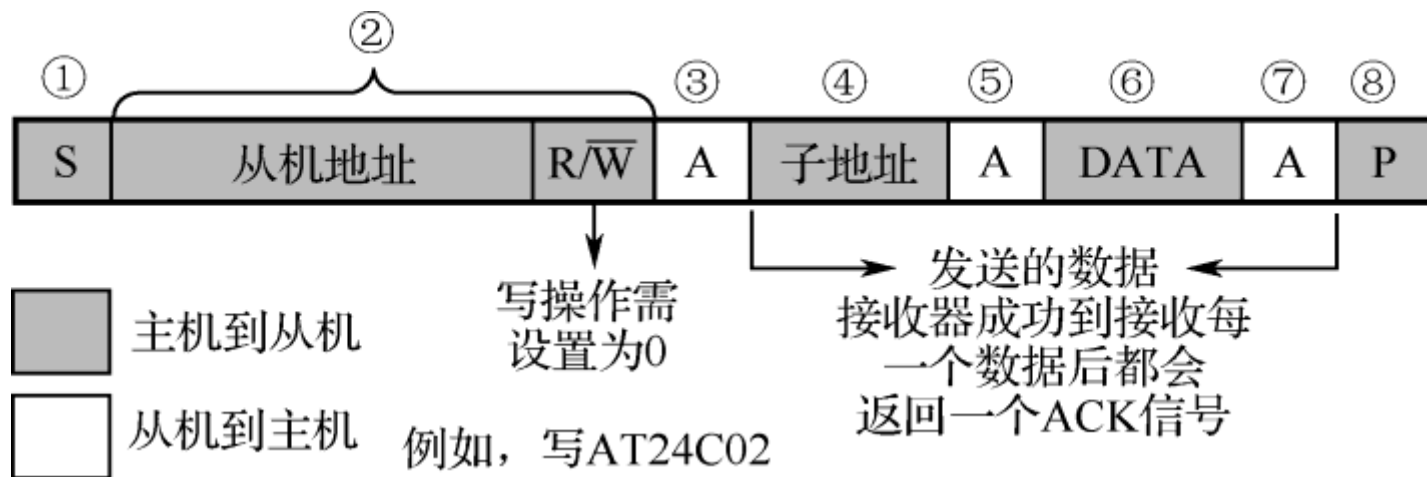 ① ② ③ ④ ⑤ ⑥ ⑦ ⑧
S 从机地址 R/W̅ A 子地址 A DATA A P
写操作需
设置为0
发送的数据
接收器成功到接收每
一个数据后都会
返回一个ACK信号
主机到从机
从机到主机
例如，写AT24C02